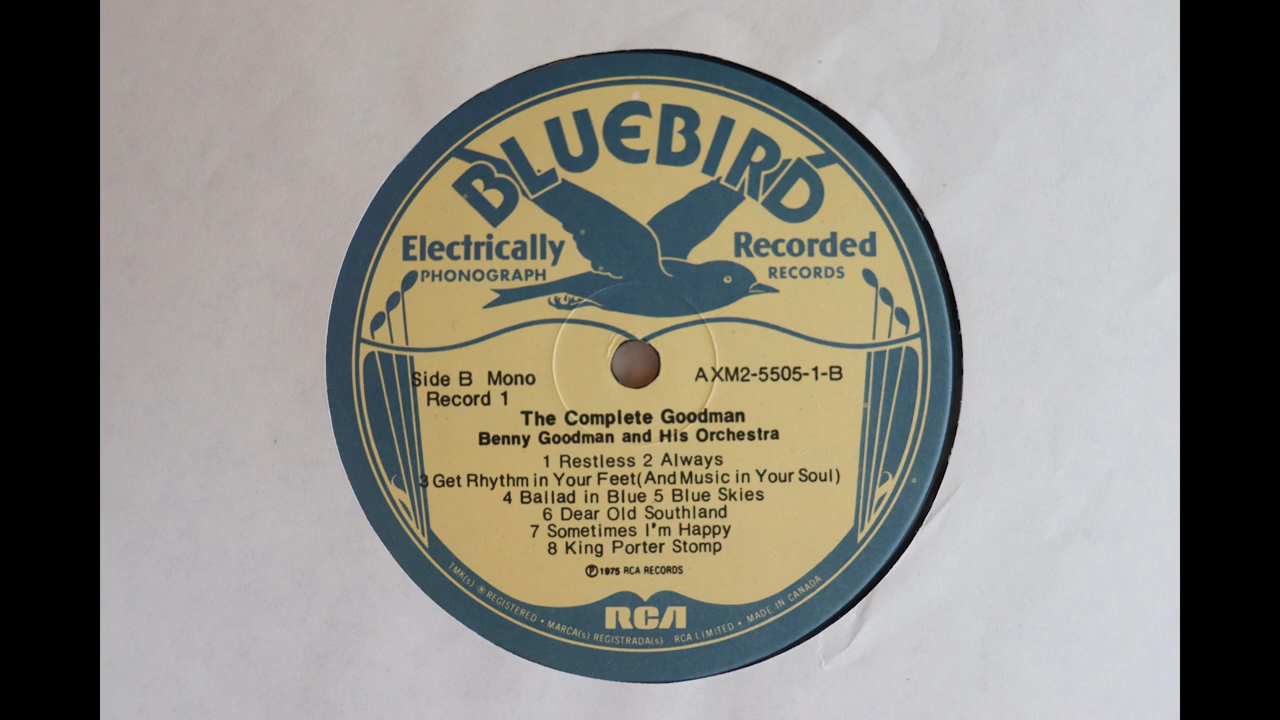 BLUEBIRD
Electrically Recorded
PHONOGRAPH RECORDS
Side B Mono AXM2-5505-1-B
Record 1
The Complete Goodman
Benny Goodman and His Orchestra
1 Restless 2 Always
3 Get Rhythm in Your Feet(And Music in Your Soul)
4 Ballad in Blue 5 Blue Skies
6 Dear Old Southland
7 Sometimes I'm Happy
8 King Porter Stomp
℗1975 RCA RECORDS
RCA
TMK(s) ® REGISTERED • MARCA(s) REGISTRADA(s) RCA LIMITED • MADE IN CANADA